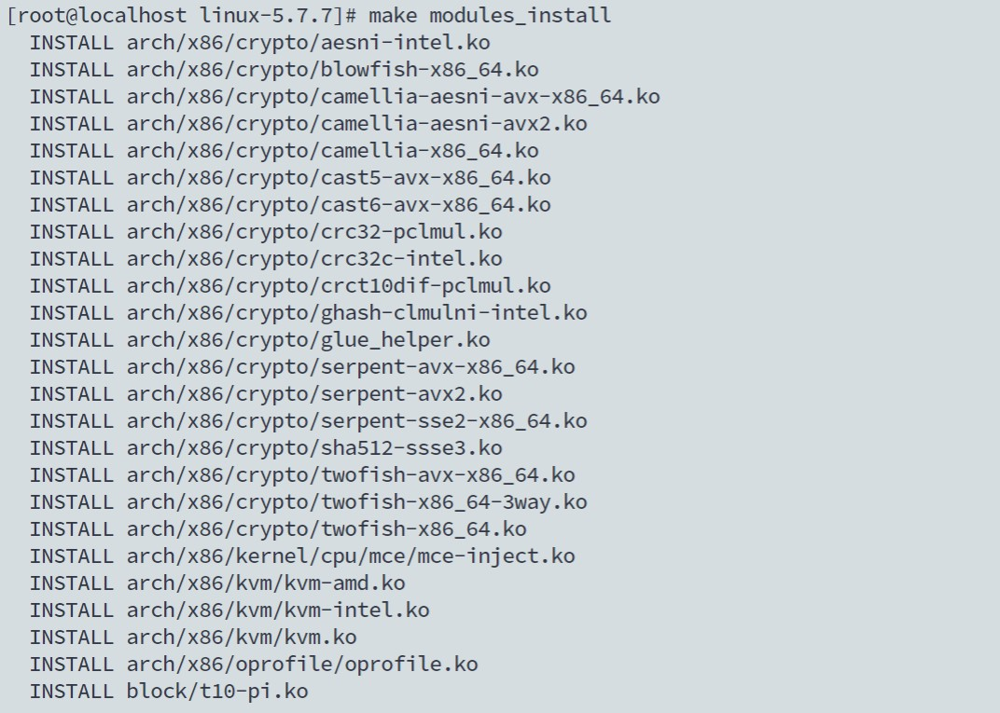 [root@localhost linux-5.7.7]# make modules_install
  INSTALL arch/x86/crypto/aesni-intel.ko
  INSTALL arch/x86/crypto/blowfish-x86_64.ko
  INSTALL arch/x86/crypto/camellia-aesni-avx-x86_64.ko
  INSTALL arch/x86/crypto/camellia-aesni-avx2.ko
  INSTALL arch/x86/crypto/camellia-x86_64.ko
  INSTALL arch/x86/crypto/cast5-avx-x86_64.ko
  INSTALL arch/x86/crypto/cast6-avx-x86_64.ko
  INSTALL arch/x86/crypto/crc32-pclmul.ko
  INSTALL arch/x86/crypto/crc32c-intel.ko
  INSTALL arch/x86/crypto/crct10dif-pclmul.ko
  INSTALL arch/x86/crypto/ghash-clmulni-intel.ko
  INSTALL arch/x86/crypto/glue_helper.ko
  INSTALL arch/x86/crypto/serpent-avx-x86_64.ko
  INSTALL arch/x86/crypto/serpent-avx2.ko
  INSTALL arch/x86/crypto/serpent-sse2-x86_64.ko
  INSTALL arch/x86/crypto/sha512-ssse3.ko
  INSTALL arch/x86/crypto/twofish-avx-x86_64.ko
  INSTALL arch/x86/crypto/twofish-x86_64-3way.ko
  INSTALL arch/x86/crypto/twofish-x86_64.ko
  INSTALL arch/x86/kernel/cpu/mce/mce-inject.ko
  INSTALL arch/x86/kvm/kvm-amd.ko
  INSTALL arch/x86/kvm/kvm-intel.ko
  INSTALL arch/x86/kvm/kvm.ko
  INSTALL arch/x86/oprofile/oprofile.ko
  INSTALL block/t10-pi.ko